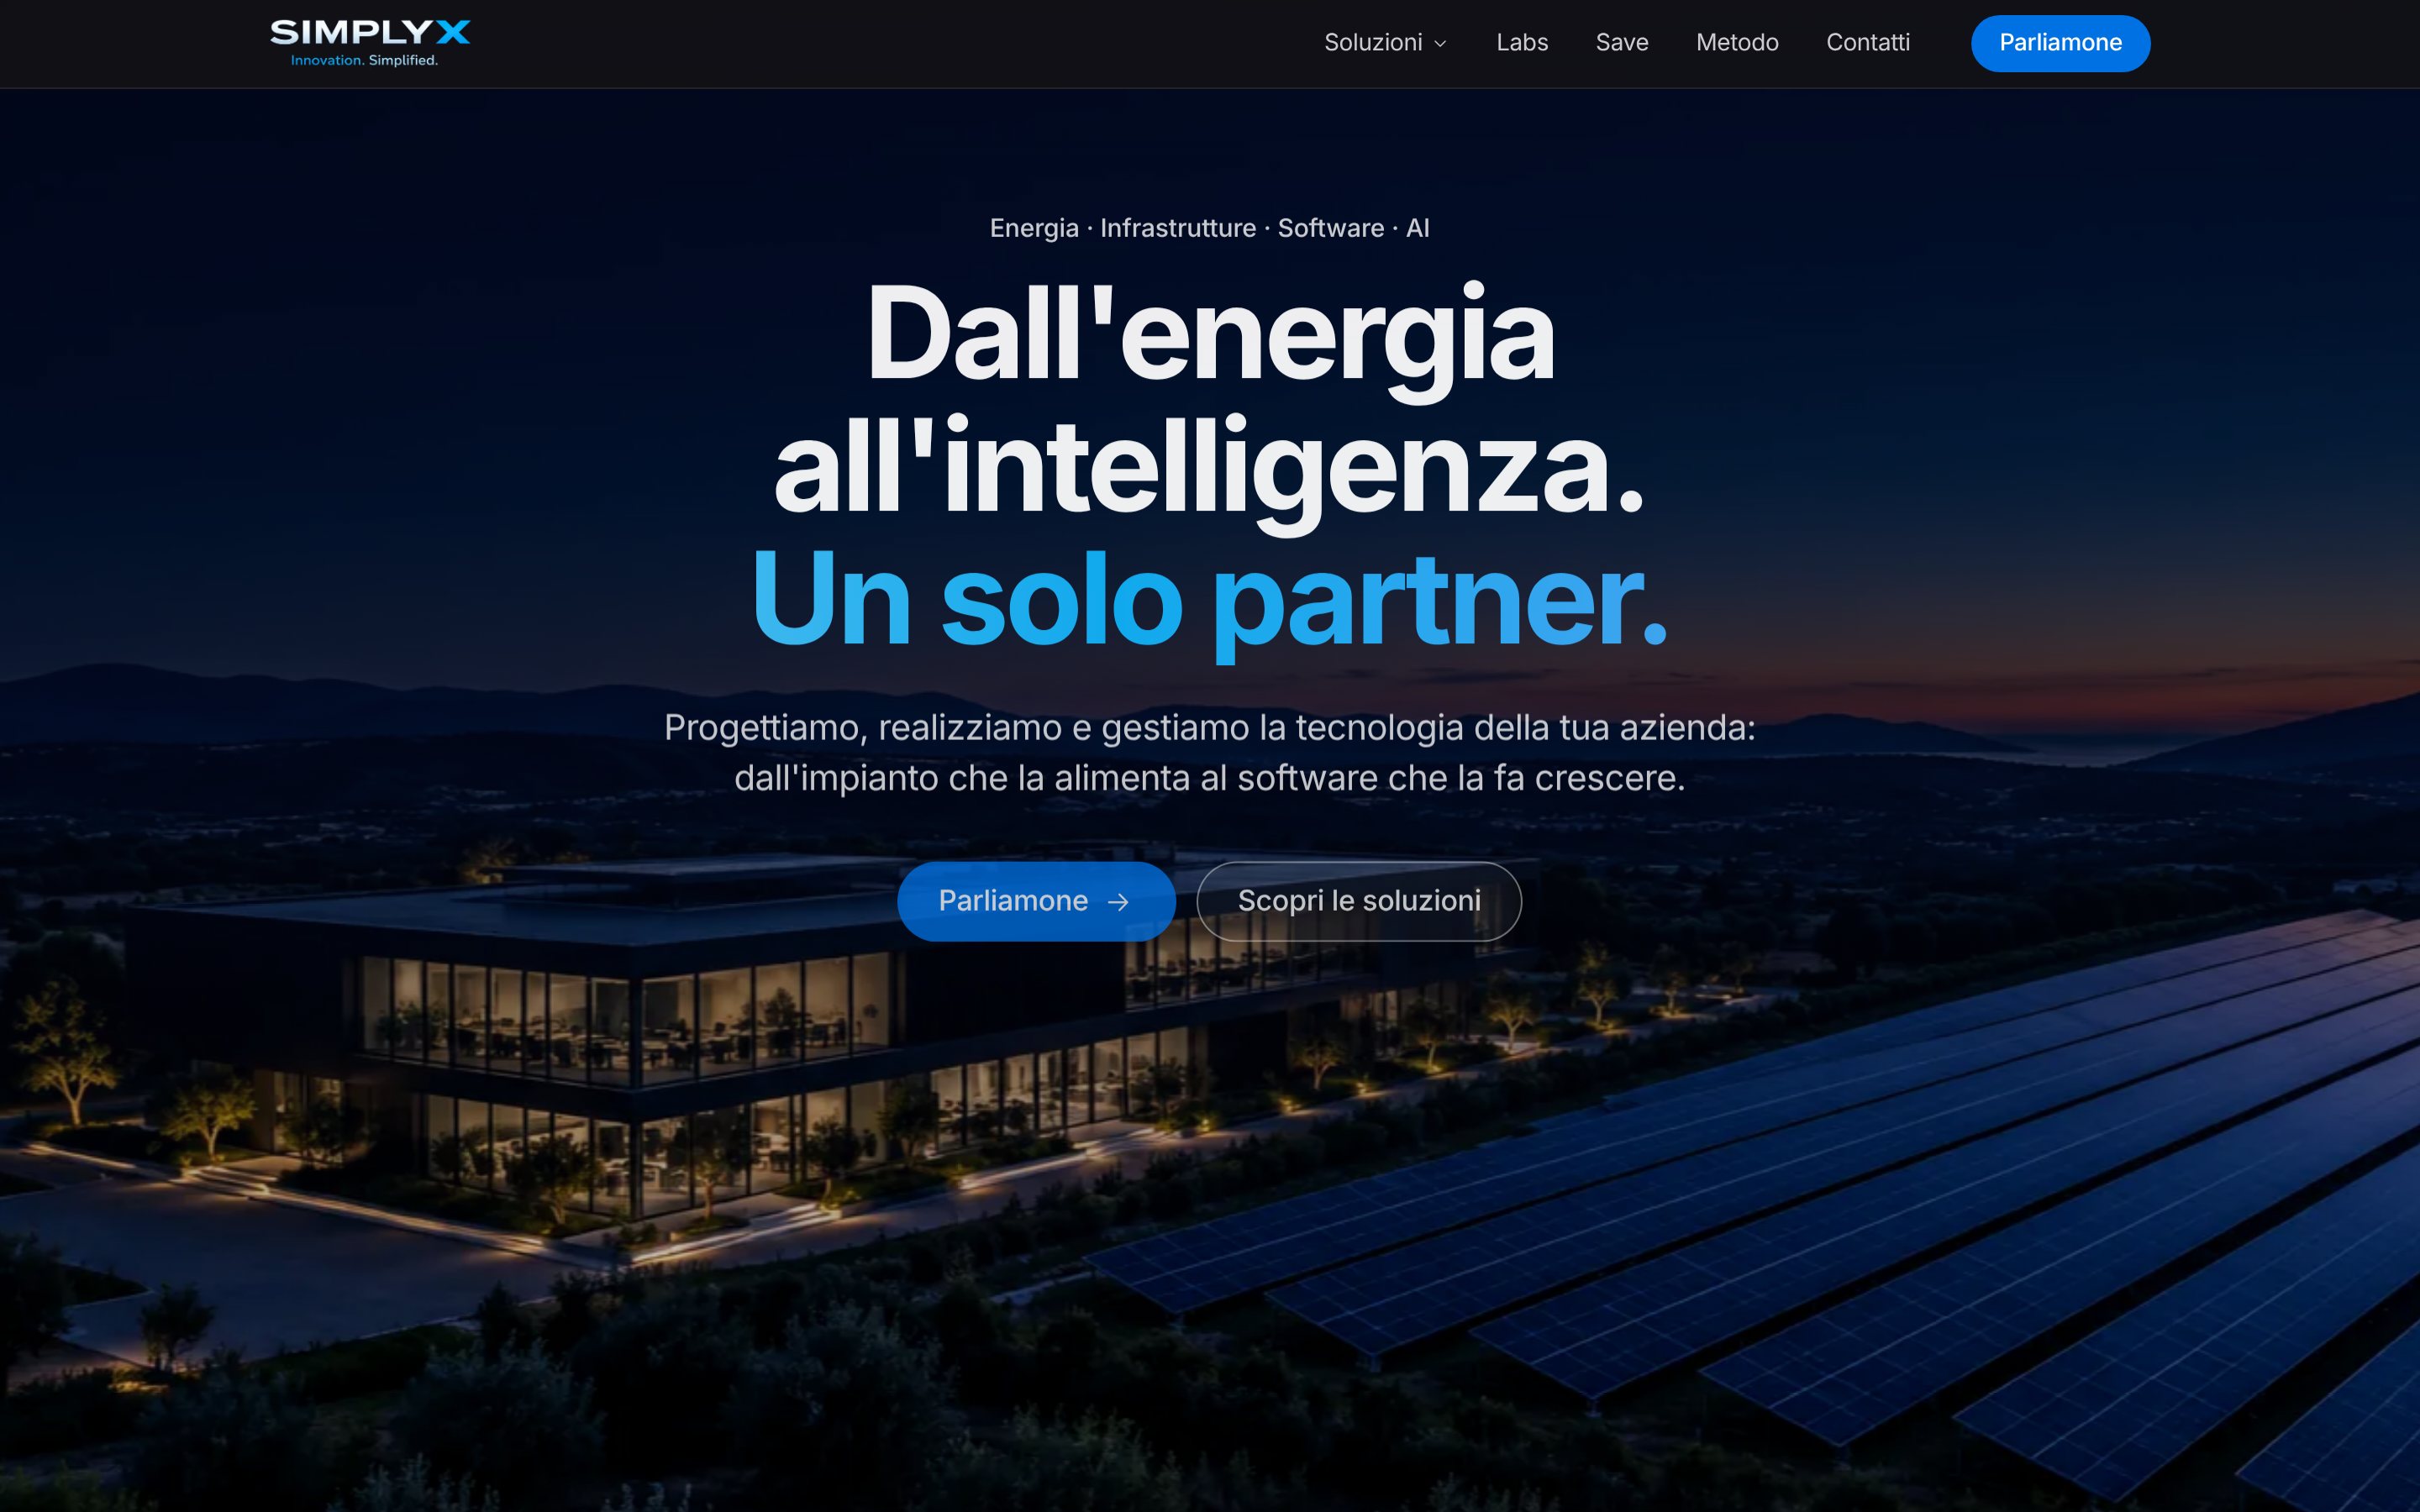 SIMPLYX
Innovation. Simplified.
Soluzioni
Labs
Save
Metodo
Contatti
Parliamone
Energia · Infrastrutture · Software · AI
Dall'energia
all'intelligenza.
Un solo partner.
Progettiamo, realizziamo e gestiamo la tecnologia della tua azienda:
dall'impianto che la alimenta al software che la fa crescere.
Parliamone →
Scopri le soluzioni